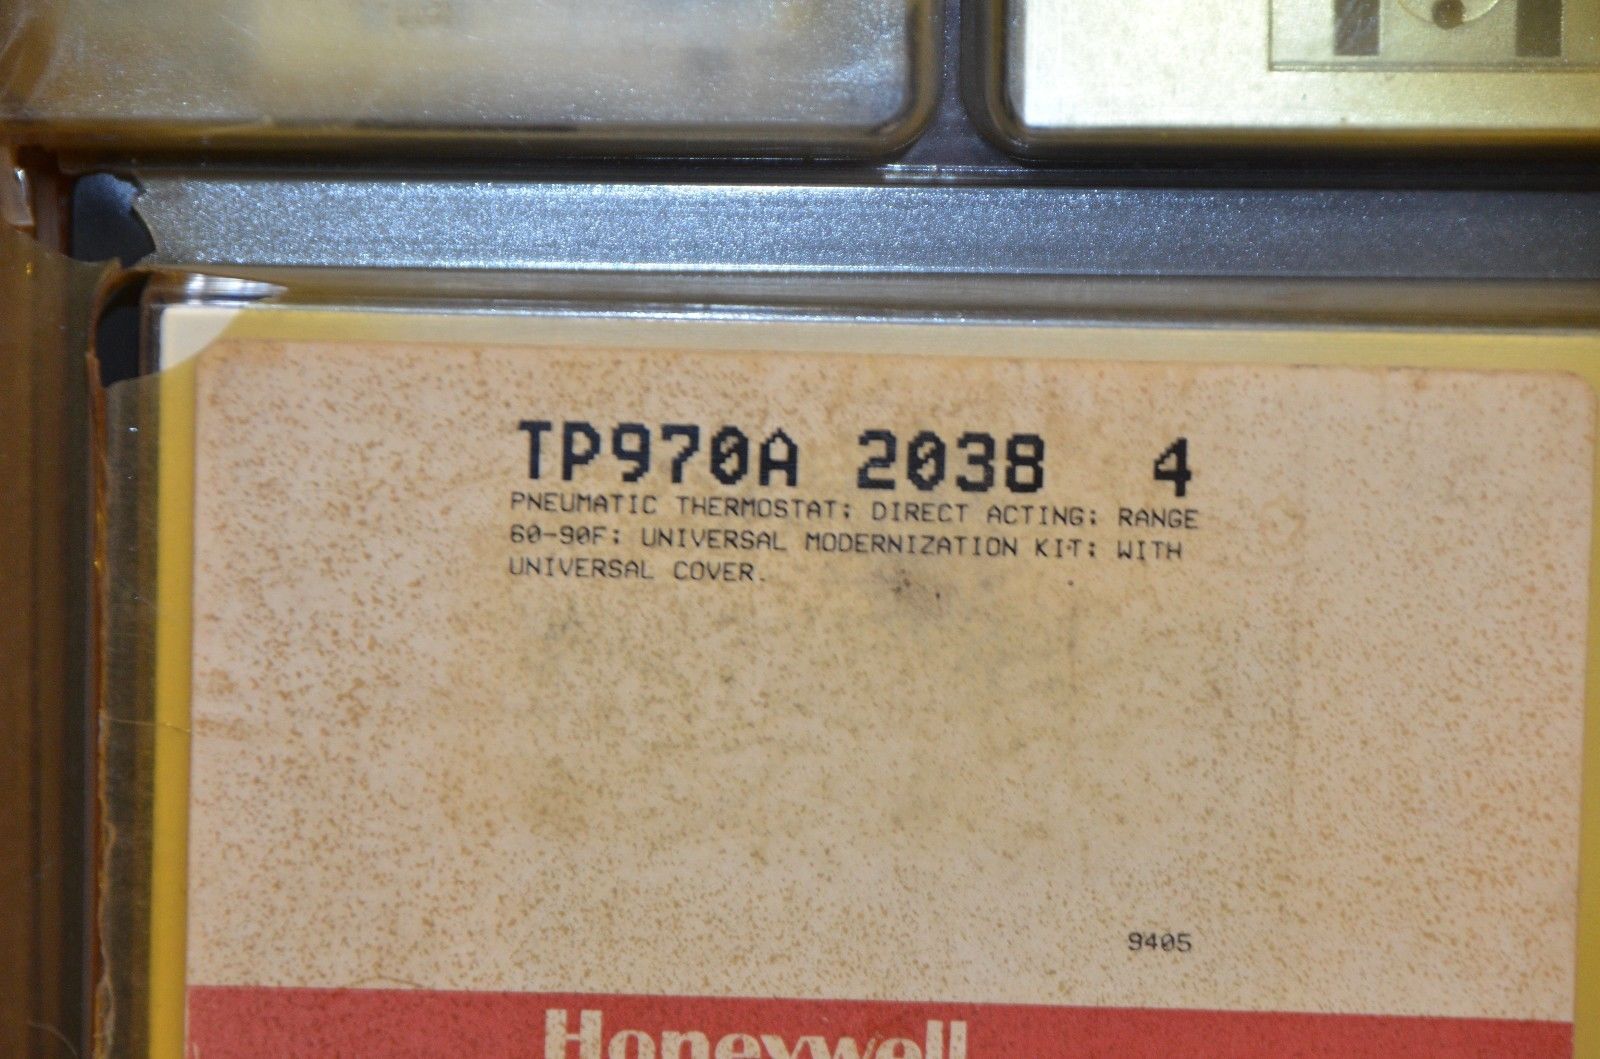 TP970A 2038 4
PNEUMATIC THERMOSTAT; DIRECT ACTING; RANGE
60-90F; UNIVERSAL MODERNIZATION KIT; WITH
UNIVERSAL COVER.
9405
Honeywell